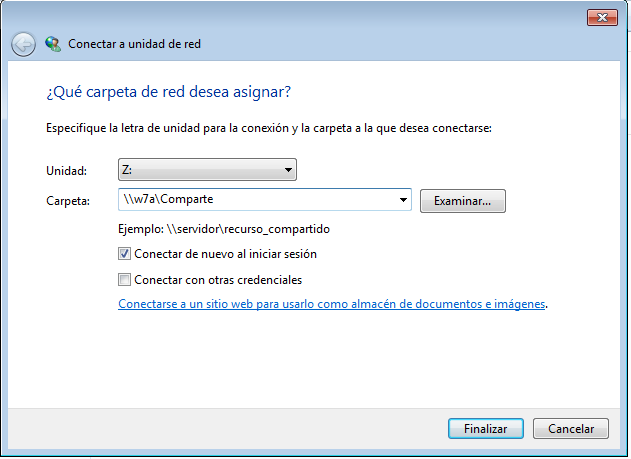 Conectar a unidad de red
¿Qué carpeta de red desea asignar?
Especifique la letra de unidad para la conexión y la carpeta a la que desea conectarse:
Unidad: Z:
Carpeta: \\w7a\Comparte Examinar...
Ejemplo: \\servidor\recurso_compartido
Conectar de nuevo al iniciar sesión
Conectar con otras credenciales
Conectarse a un sitio web para usarlo como almacén de documentos e imágenes.
Finalizar Cancelar